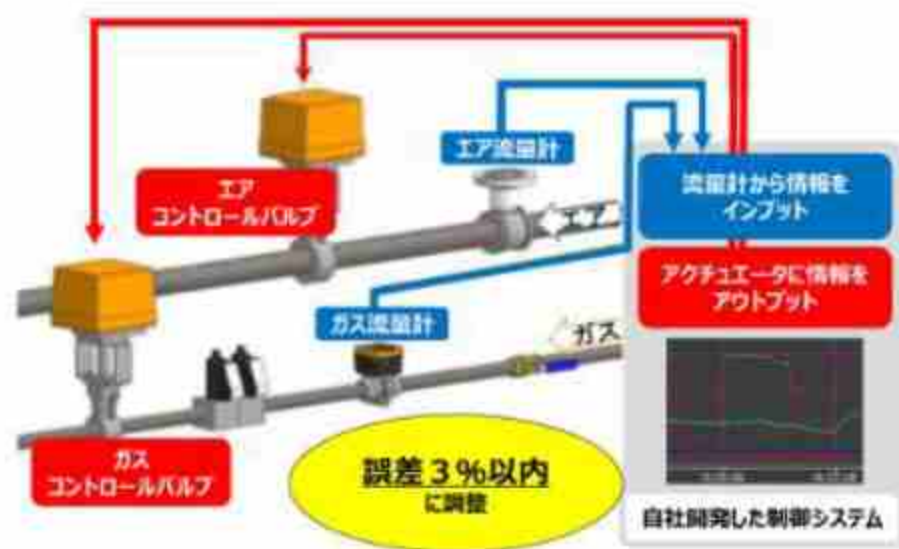 エア流量計
エア
エア
コントロールバルブ
流量計から情報を
インプット
アクチュエータに情報を
アウトプット
ガス流量計
ガス
ガス
コントロールバルブ
誤差３％以内
に調整
自社開発した制御システム